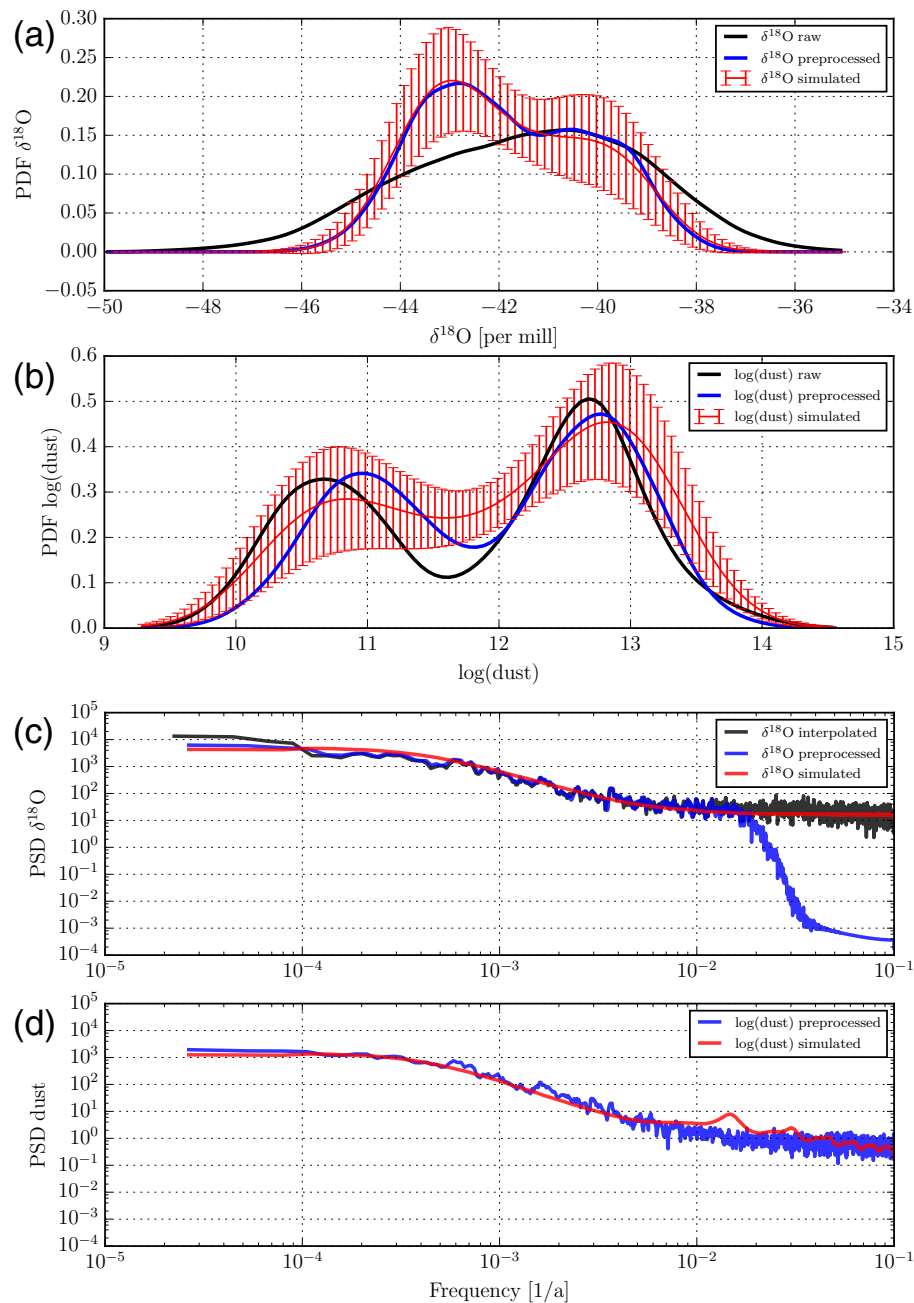 (a)
PDF δ¹⁸O
0.30
0.25
0.20
0.15
0.10
0.05
0.00
−0.05
δ¹⁸O raw
δ¹⁸O preprocessed
δ¹⁸O simulated
−50 −48 −46 −44 −42 −40 −38 −36 −34
δ¹⁸O [per mill]
(b)
PDF log(dust)
0.6
0.5
0.4
0.3
0.2
0.1
0.0
log(dust) raw
log(dust) preprocessed
log(dust) simulated
9 10 11 12 13 14 15
log(dust)
(c)
PSD δ¹⁸O
10⁵
10⁴
10³
10²
10¹
10⁰
10⁻¹
10⁻²
10⁻³
10⁻⁴
δ¹⁸O interpolated
δ¹⁸O preprocessed
δ¹⁸O simulated
10⁻⁵ 10⁻⁴ 10⁻³ 10⁻² 10⁻¹
(d)
PSD dust
10⁵
10⁴
10³
10²
10¹
10⁰
10⁻¹
10⁻²
10⁻³
10⁻⁴
log(dust) preprocessed
log(dust) simulated
10⁻⁵ 10⁻⁴ 10⁻³ 10⁻² 10⁻¹
Frequency [1/a]